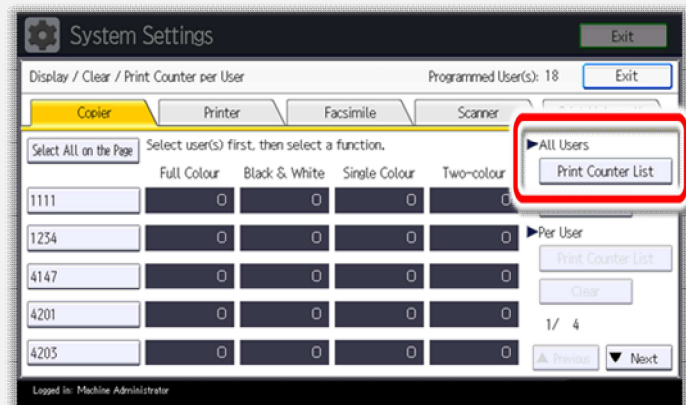 System Settings
Exit
Display / Clear / Print Counter per User
Programmed User(s): 18
Exit
Copier
Printer
Facsimile
Scanner
Select All on the Page
Select user(s) first, then select a function.
▶All Users
Full Colour
Black & White
Single Colour
Two-colour
Print Counter List
1111 0 0 0 0
1234 0 0 0 0
▶Per User
Print Counter List
4147 0 0 0 0
Clear
4201 0 0 0 0
1/ 4
4203 0 0 0 0
▲ Previous
▼ Next
Logged in: Machine Administrator